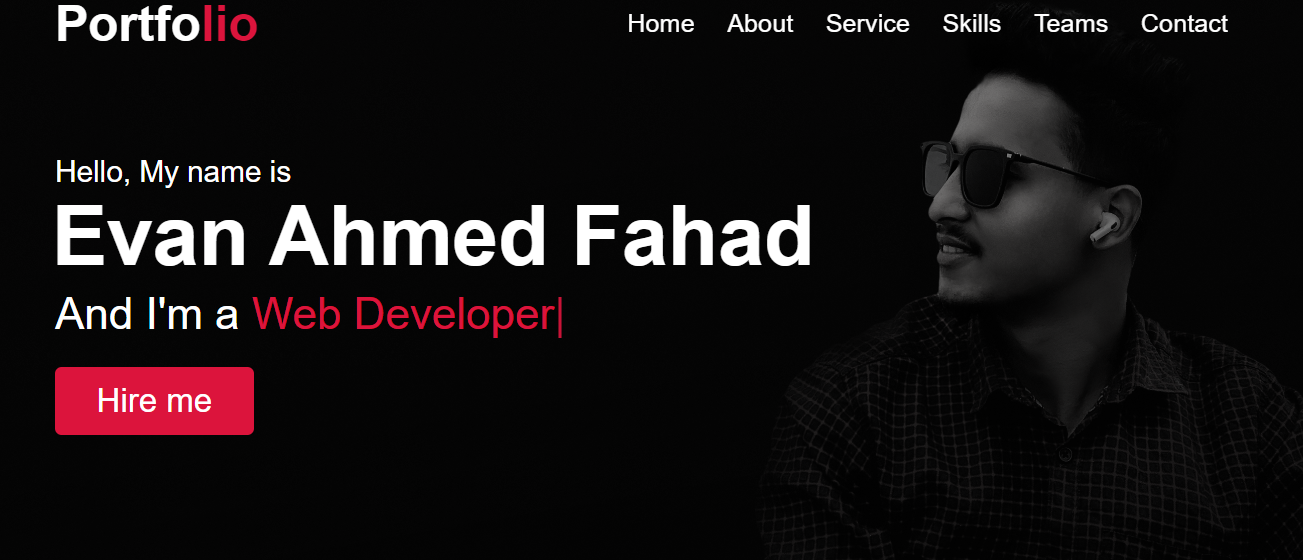 Portfolio
Home About Service Skills Teams Contact
Hello, My name is
Evan Ahmed Fahad
And I'm a Web Developer|
Hire me